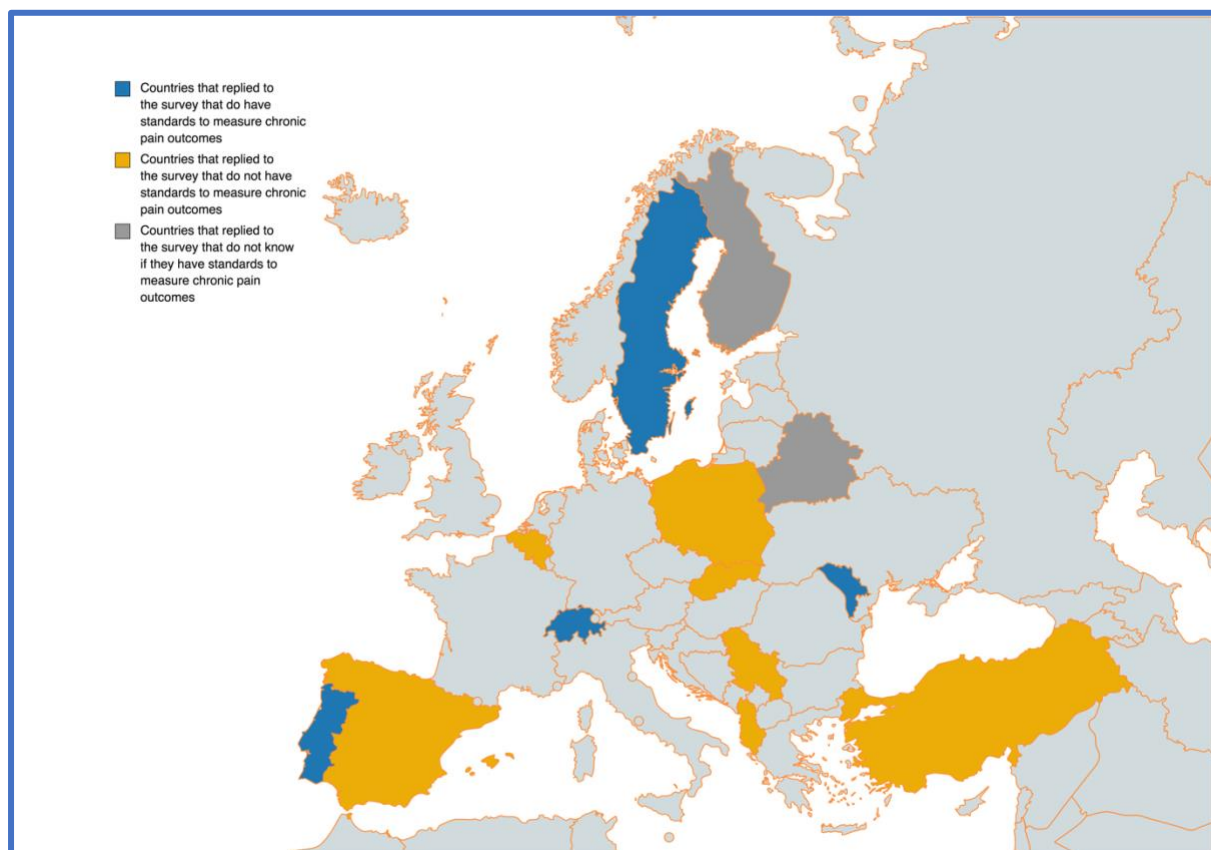 Countries that replied to
the survey that do have
standards to measure chronic
pain outcomes
Countries that replied to
the survey that do not have
standards to measure chronic
pain outcomes
Countries that replied to
the survey that do not know
if they have standards to
measure chronic pain
outcomes